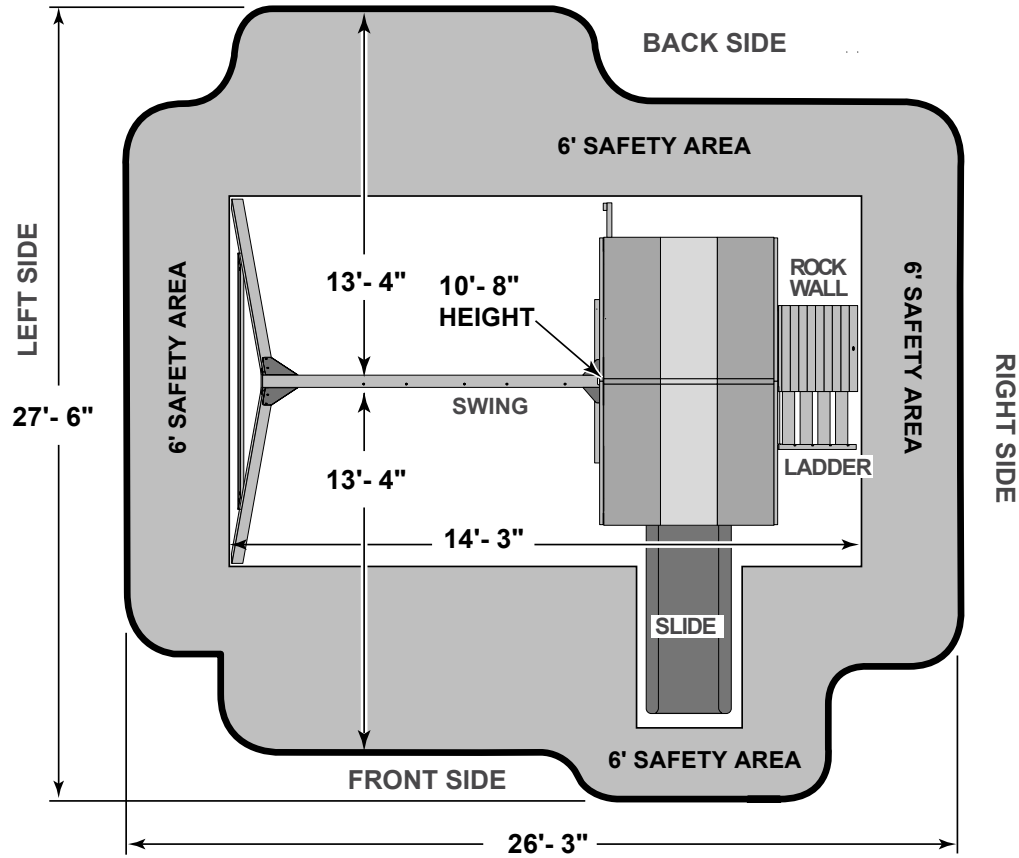 BACK SIDE
6' SAFETY AREA
LEFT SIDE
6' SAFETY AREA
13'- 4"
10'- 8"
HEIGHT
ROCK
WALL
6' SAFETY AREA
RIGHT SIDE
27'- 6"
SWING
LADDER
13'- 4"
14'- 3"
SLIDE
6' SAFETY AREA
FRONT SIDE
26'- 3"